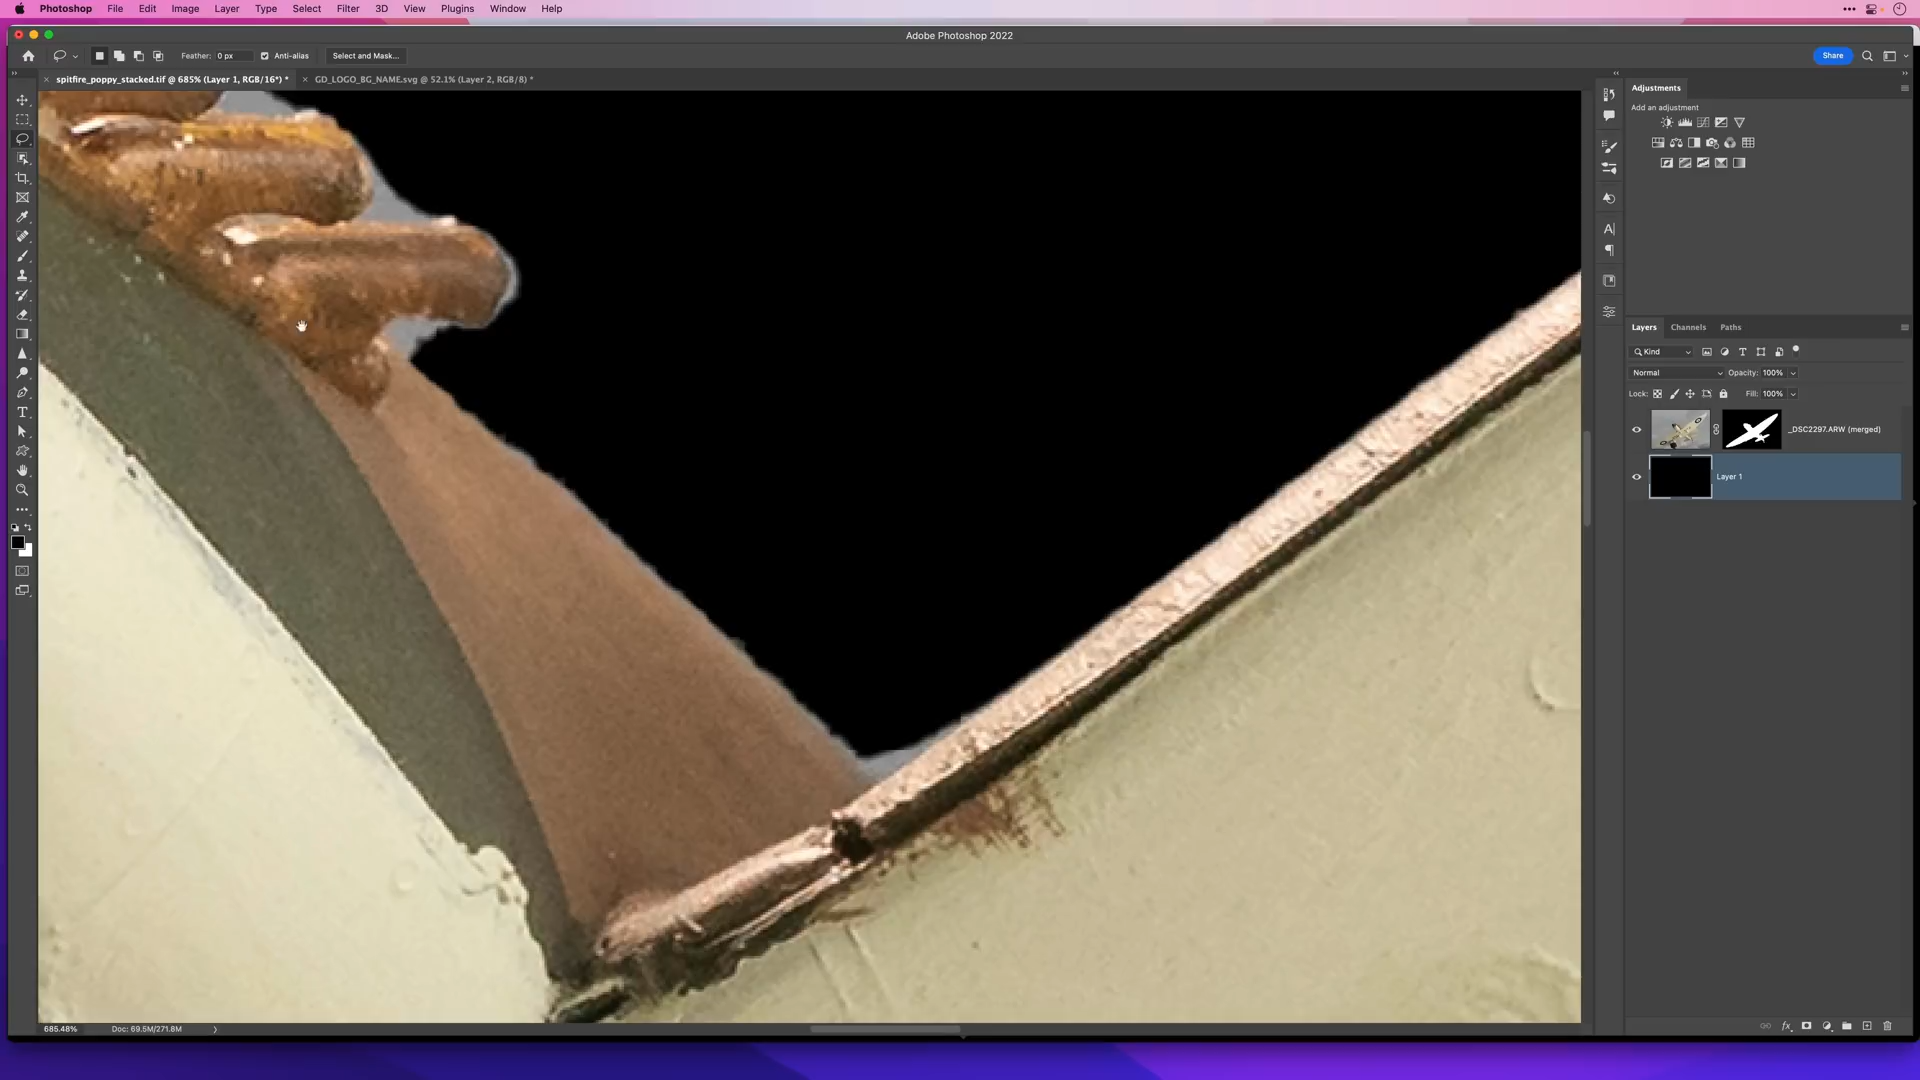 Photoshop File Edit Image Layer Type Select Filter 3D View Plugins Window Help
Adobe Photoshop 2022
Feather: 0 px Anti-alias Select and Mask... Share
spitfire_poppy_stacked.tif @ 685% (Layer 1, RGB/16*) * GD_LOGO_BG_NAME.svg @ 52.1% (Layer 2, RGB/8) *
Adjustments
Add an adjustment
Layers Channels Paths
Kind
Normal Opacity: 100%
Lock: Fill: 100%
_DSC2297.ARW (merged)
Layer 1
685.48% Doc: 69.5M/271.8M